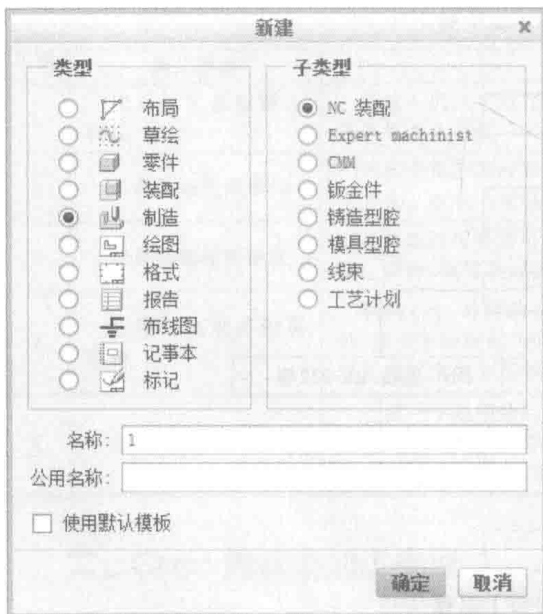 新建
类型
布局
草绘
零件
装配
制造
绘图
格式
报告
布线图
记事本
标记
子类型
NC 装配
Expert machinist
CMM
钣金件
铸造型腔
模具型腔
线束
工艺计划
名称: 1
公用名称:
使用默认模板
确定
取消